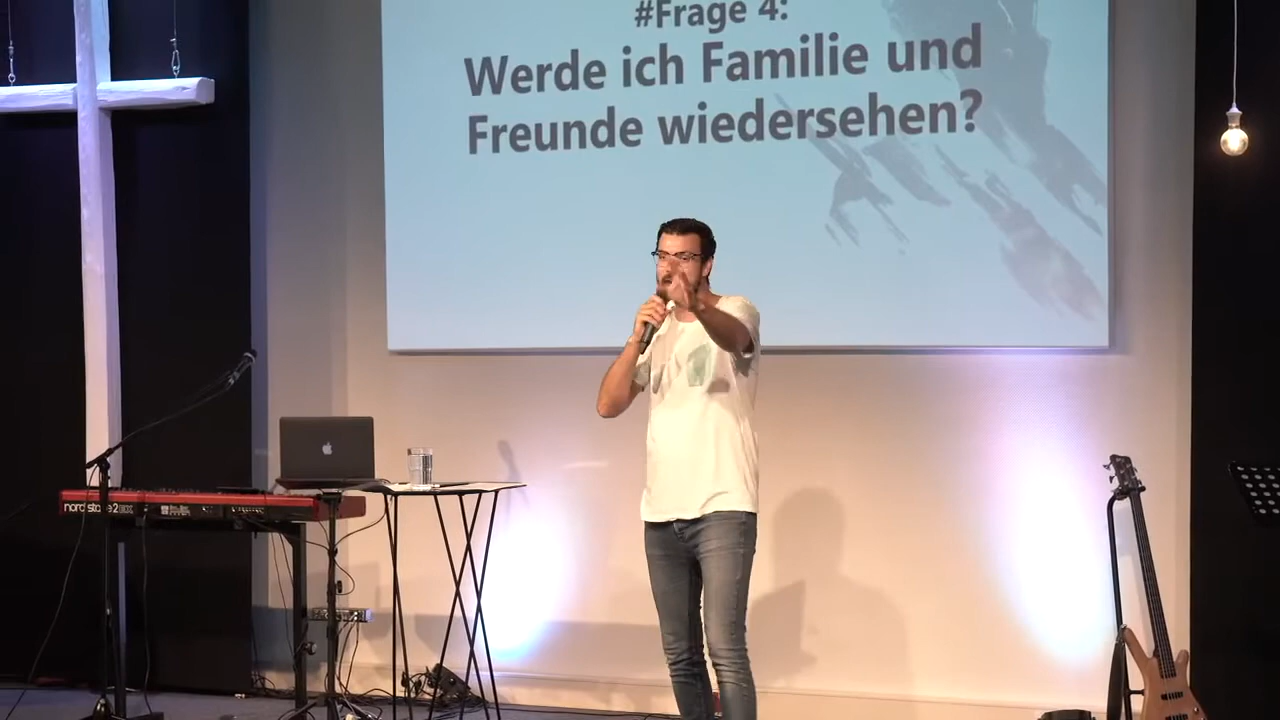 #Frage 4:
Werde ich Familie und
Freunde wiedersehen?
nord stage 2 EX